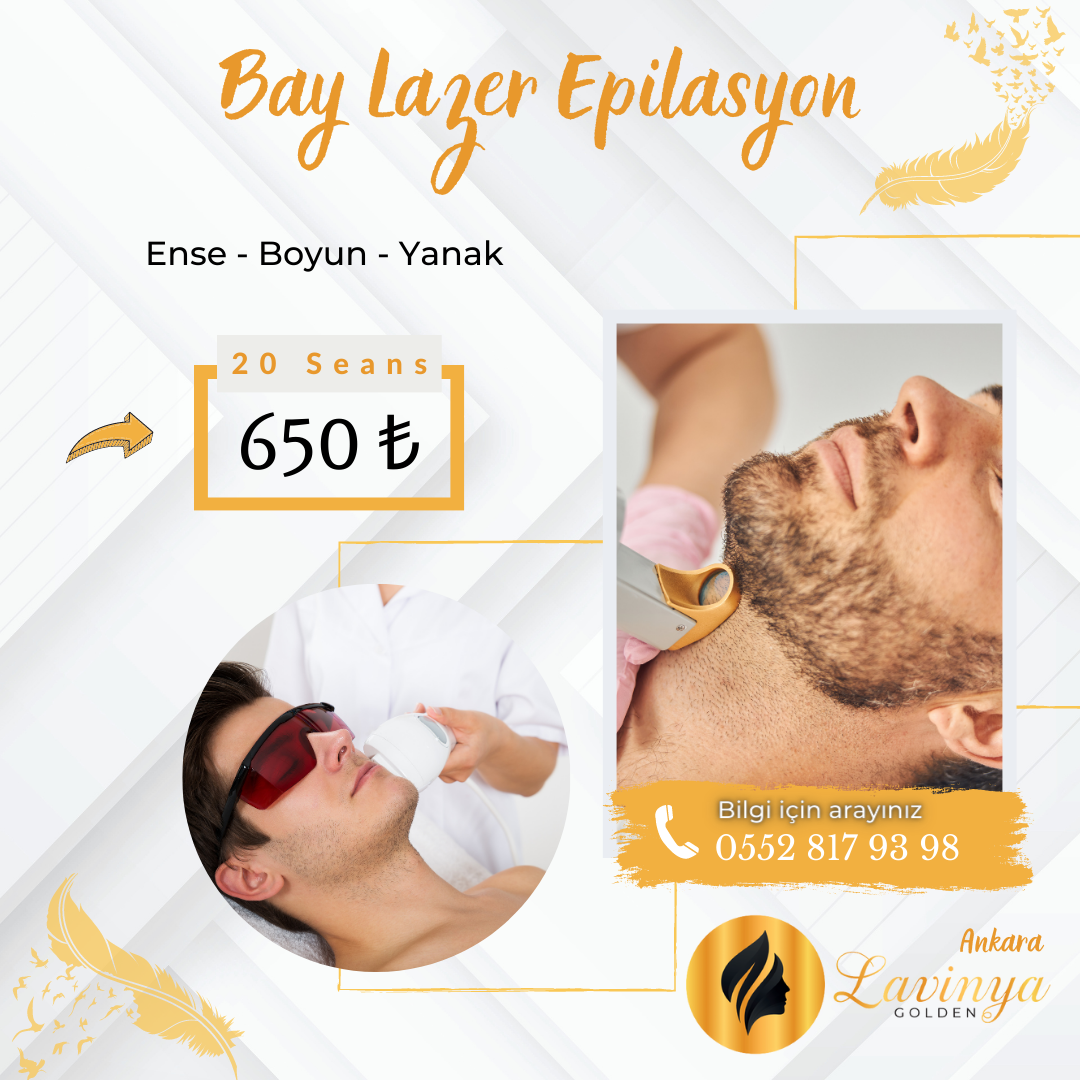 Bay Lazer Epilasyon
Ense - Boyun - Yanak
20 Seans
650 ₺
Bilgi için arayınız
0552 817 93 98
Ankara
Lavinya
GOLDEN